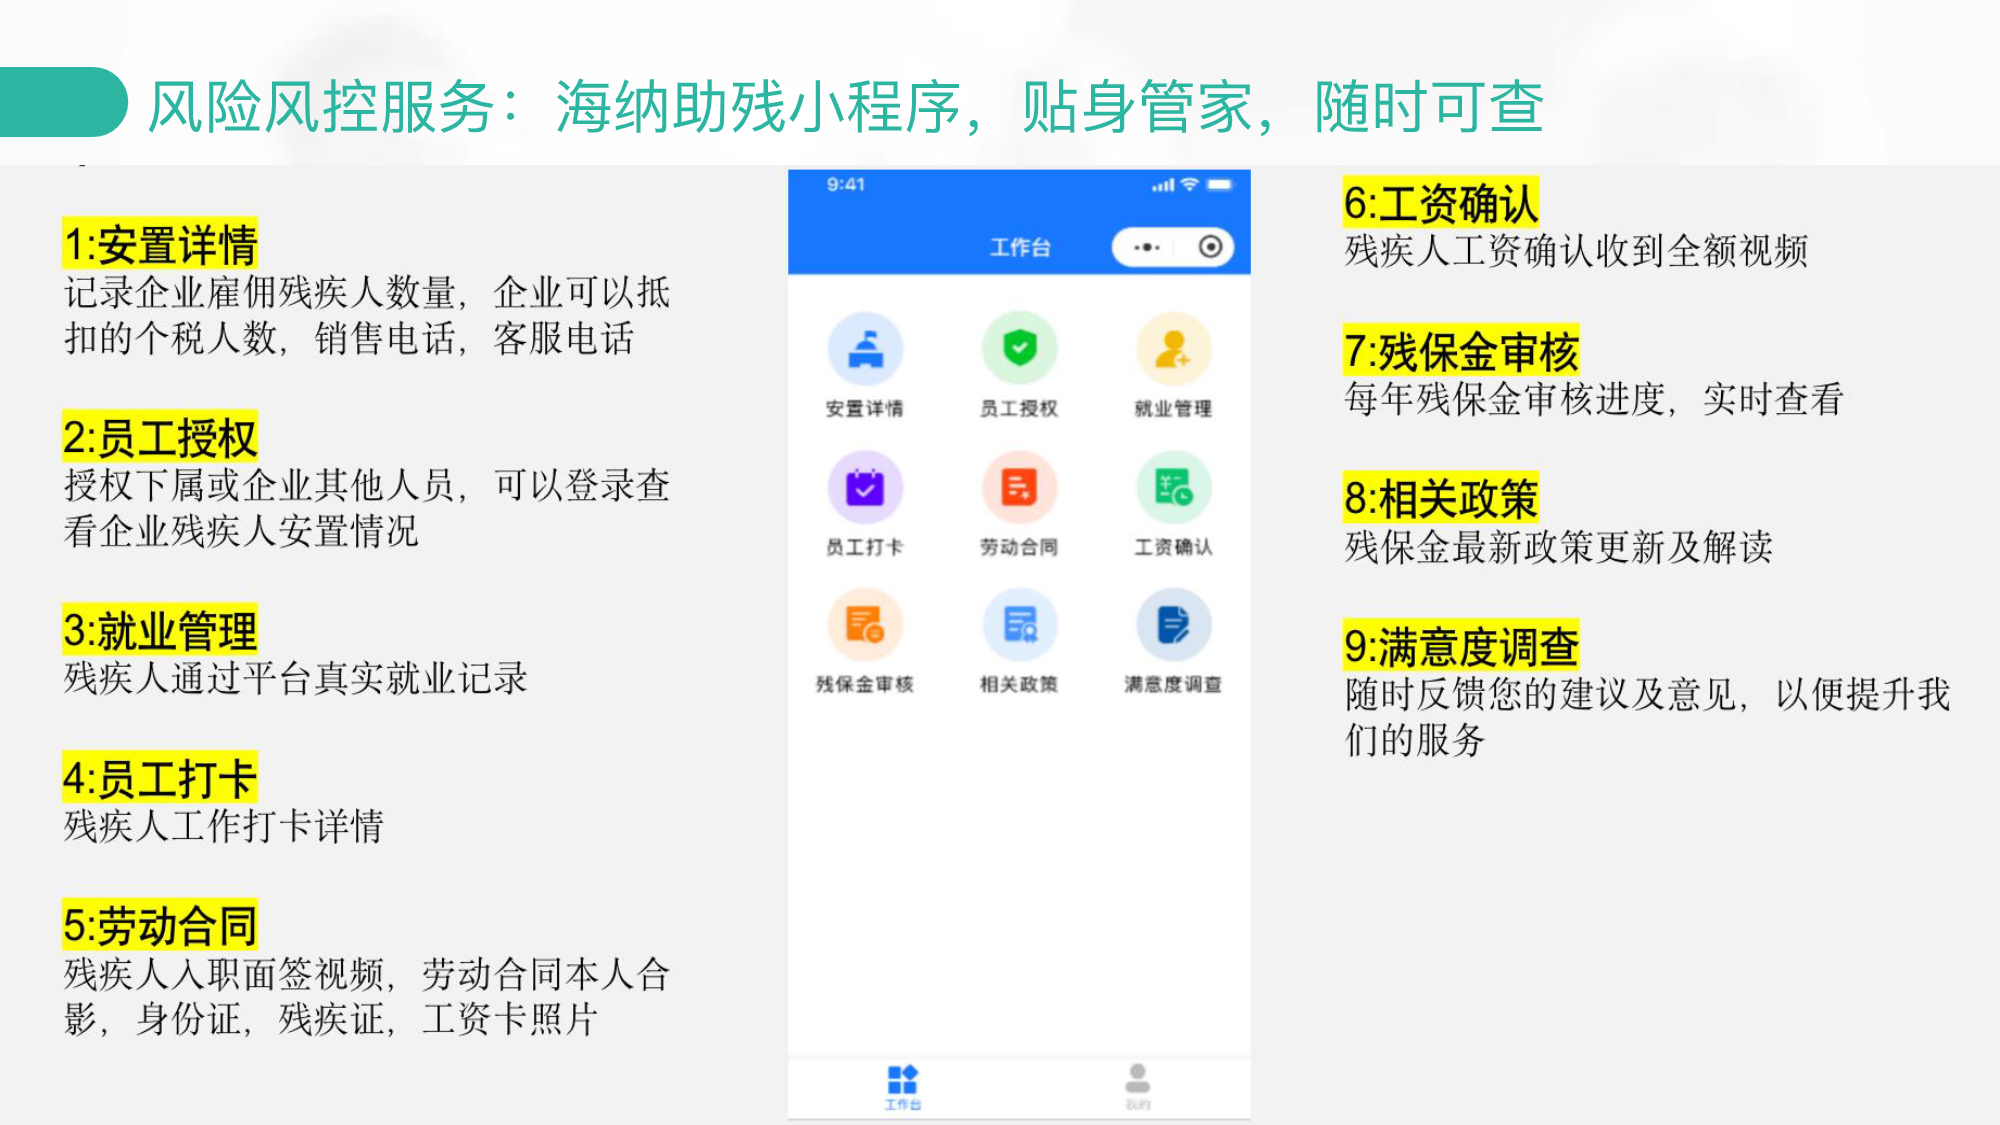 风险风控服务：海纳助残小程序，贴身管家，随时可查
1:安置详情
记录企业雇佣残疾人数量，企业可以抵
扣的个税人数，销售电话，客服电话
2:员工授权
授权下属或企业其他人员，可以登录查
看企业残疾人安置情况
3:就业管理
残疾人通过平台真实就业记录
4:员工打卡
残疾人工作打卡详情
5:劳动合同
残疾人入职面签视频，劳动合同本人合
影，身份证，残疾证，工资卡照片
9:41
工作台
安置详情 员工授权 就业管理
员工打卡 劳动合同 工资确认
残保金审核 相关政策 满意度调查
工作台 我的
6:工资确认
残疾人工资确认收到全额视频
7:残保金审核
每年残保金审核进度，实时查看
8:相关政策
残保金最新政策更新及解读
9:满意度调查
随时反馈您的建议及意见，以便提升我
们的服务